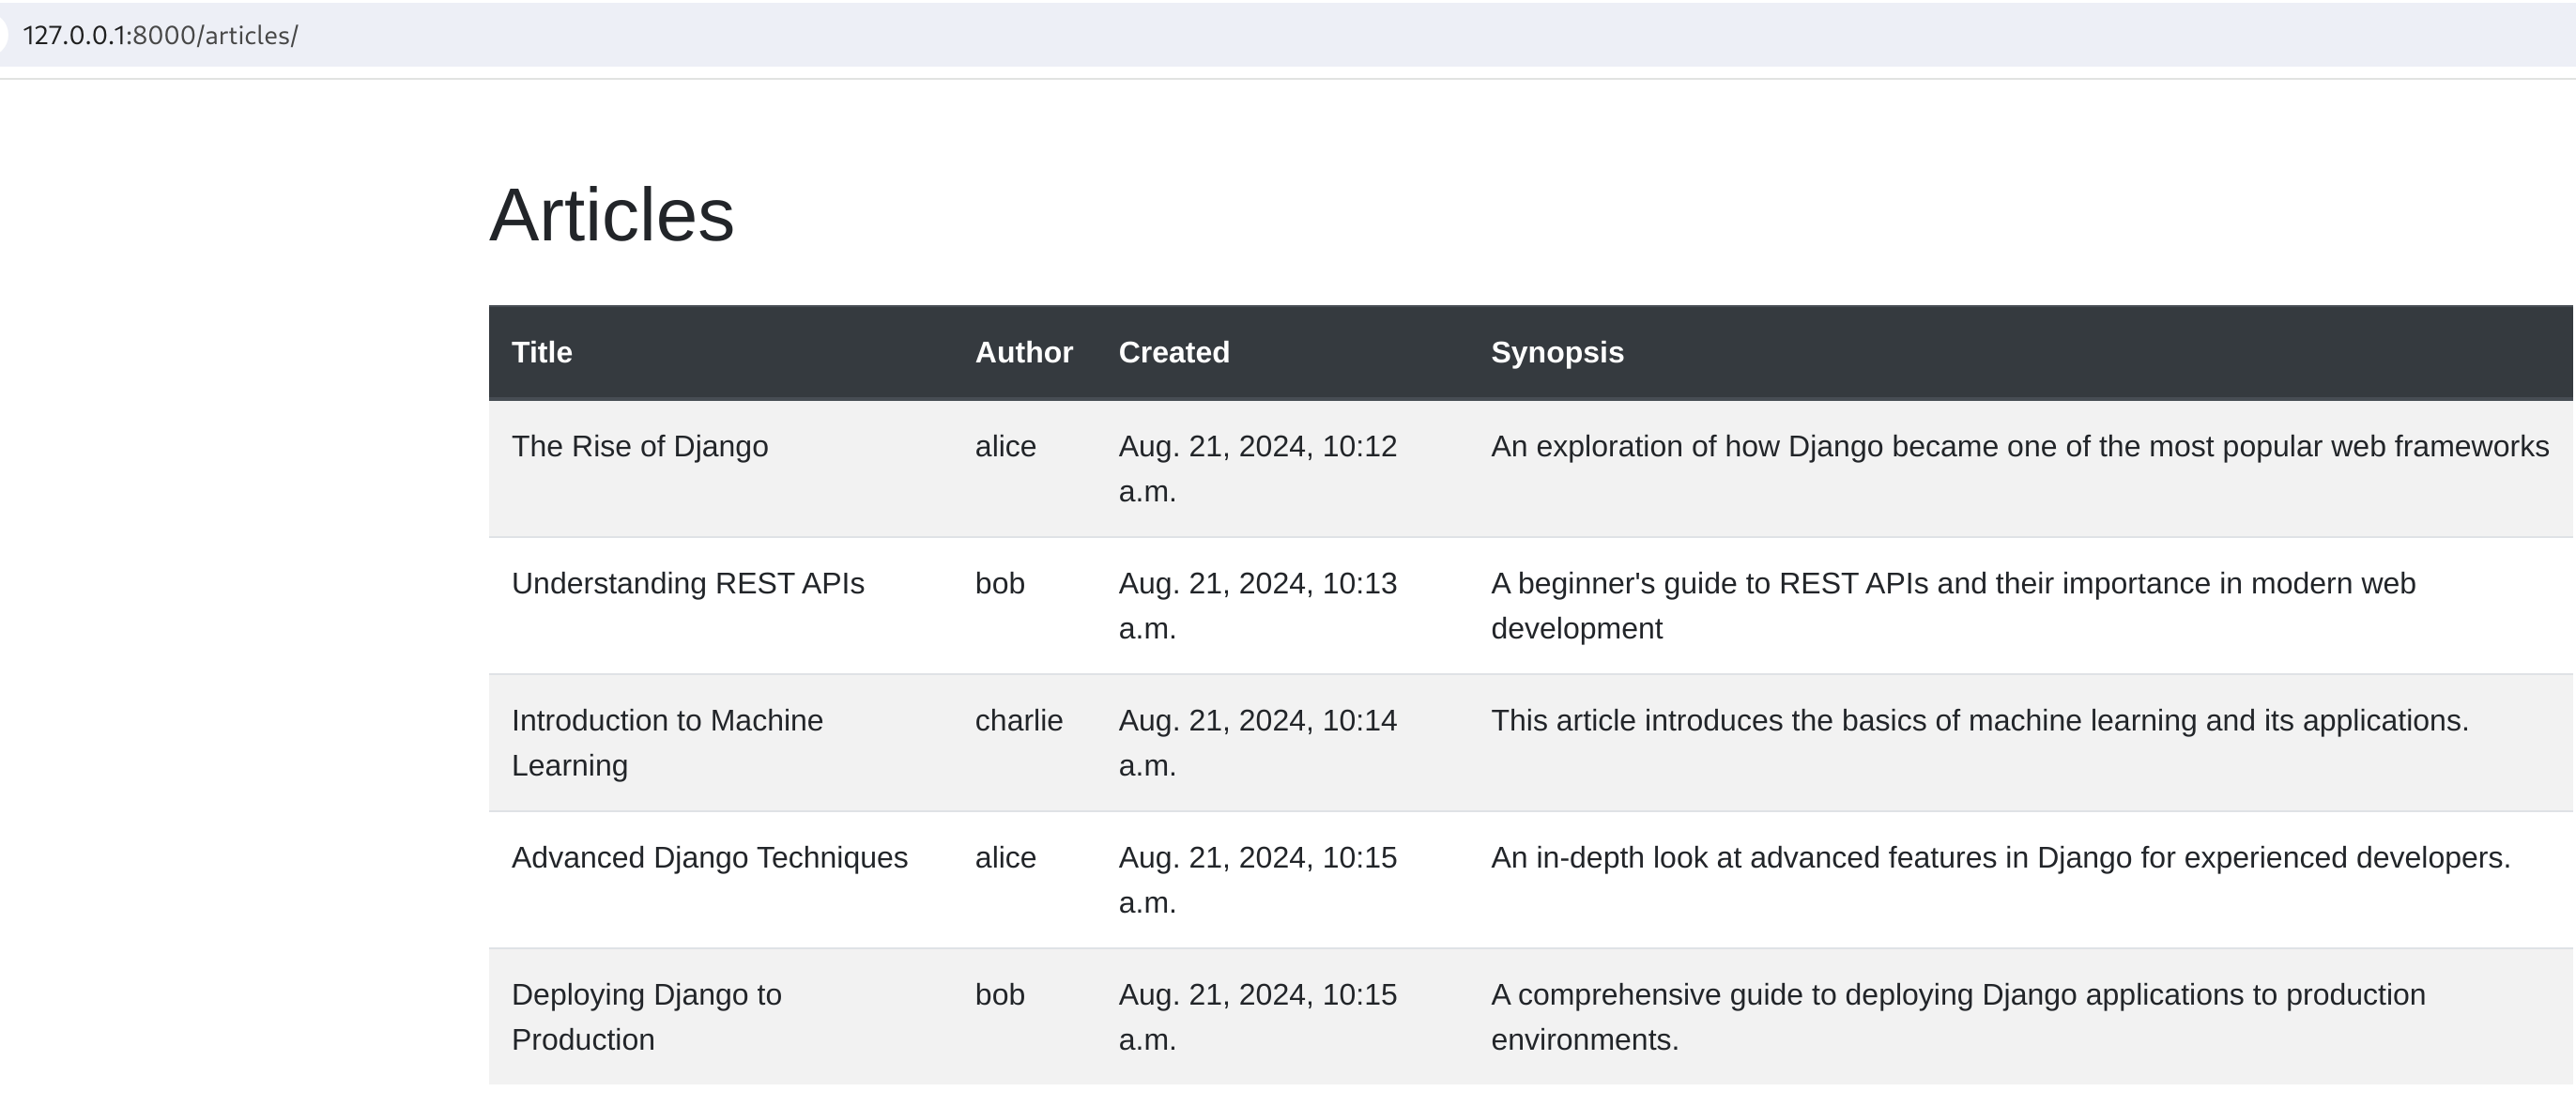 127.0.0.1:8000/articles/
Articles
Title Author Created Synopsis
The Rise of Django alice Aug. 21, 2024, 10:12 An exploration of how Django became one of the most popular web frameworks
a.m.
Understanding REST APIs bob Aug. 21, 2024, 10:13 A beginner's guide to REST APIs and their importance in modern web
a.m. development
Introduction to Machine charlie Aug. 21, 2024, 10:14 This article introduces the basics of machine learning and its applications.
Learning a.m.
Advanced Django Techniques alice Aug. 21, 2024, 10:15 An in-depth look at advanced features in Django for experienced developers.
a.m.
Deploying Django to bob Aug. 21, 2024, 10:15 A comprehensive guide to deploying Django applications to production
Production a.m. environments.